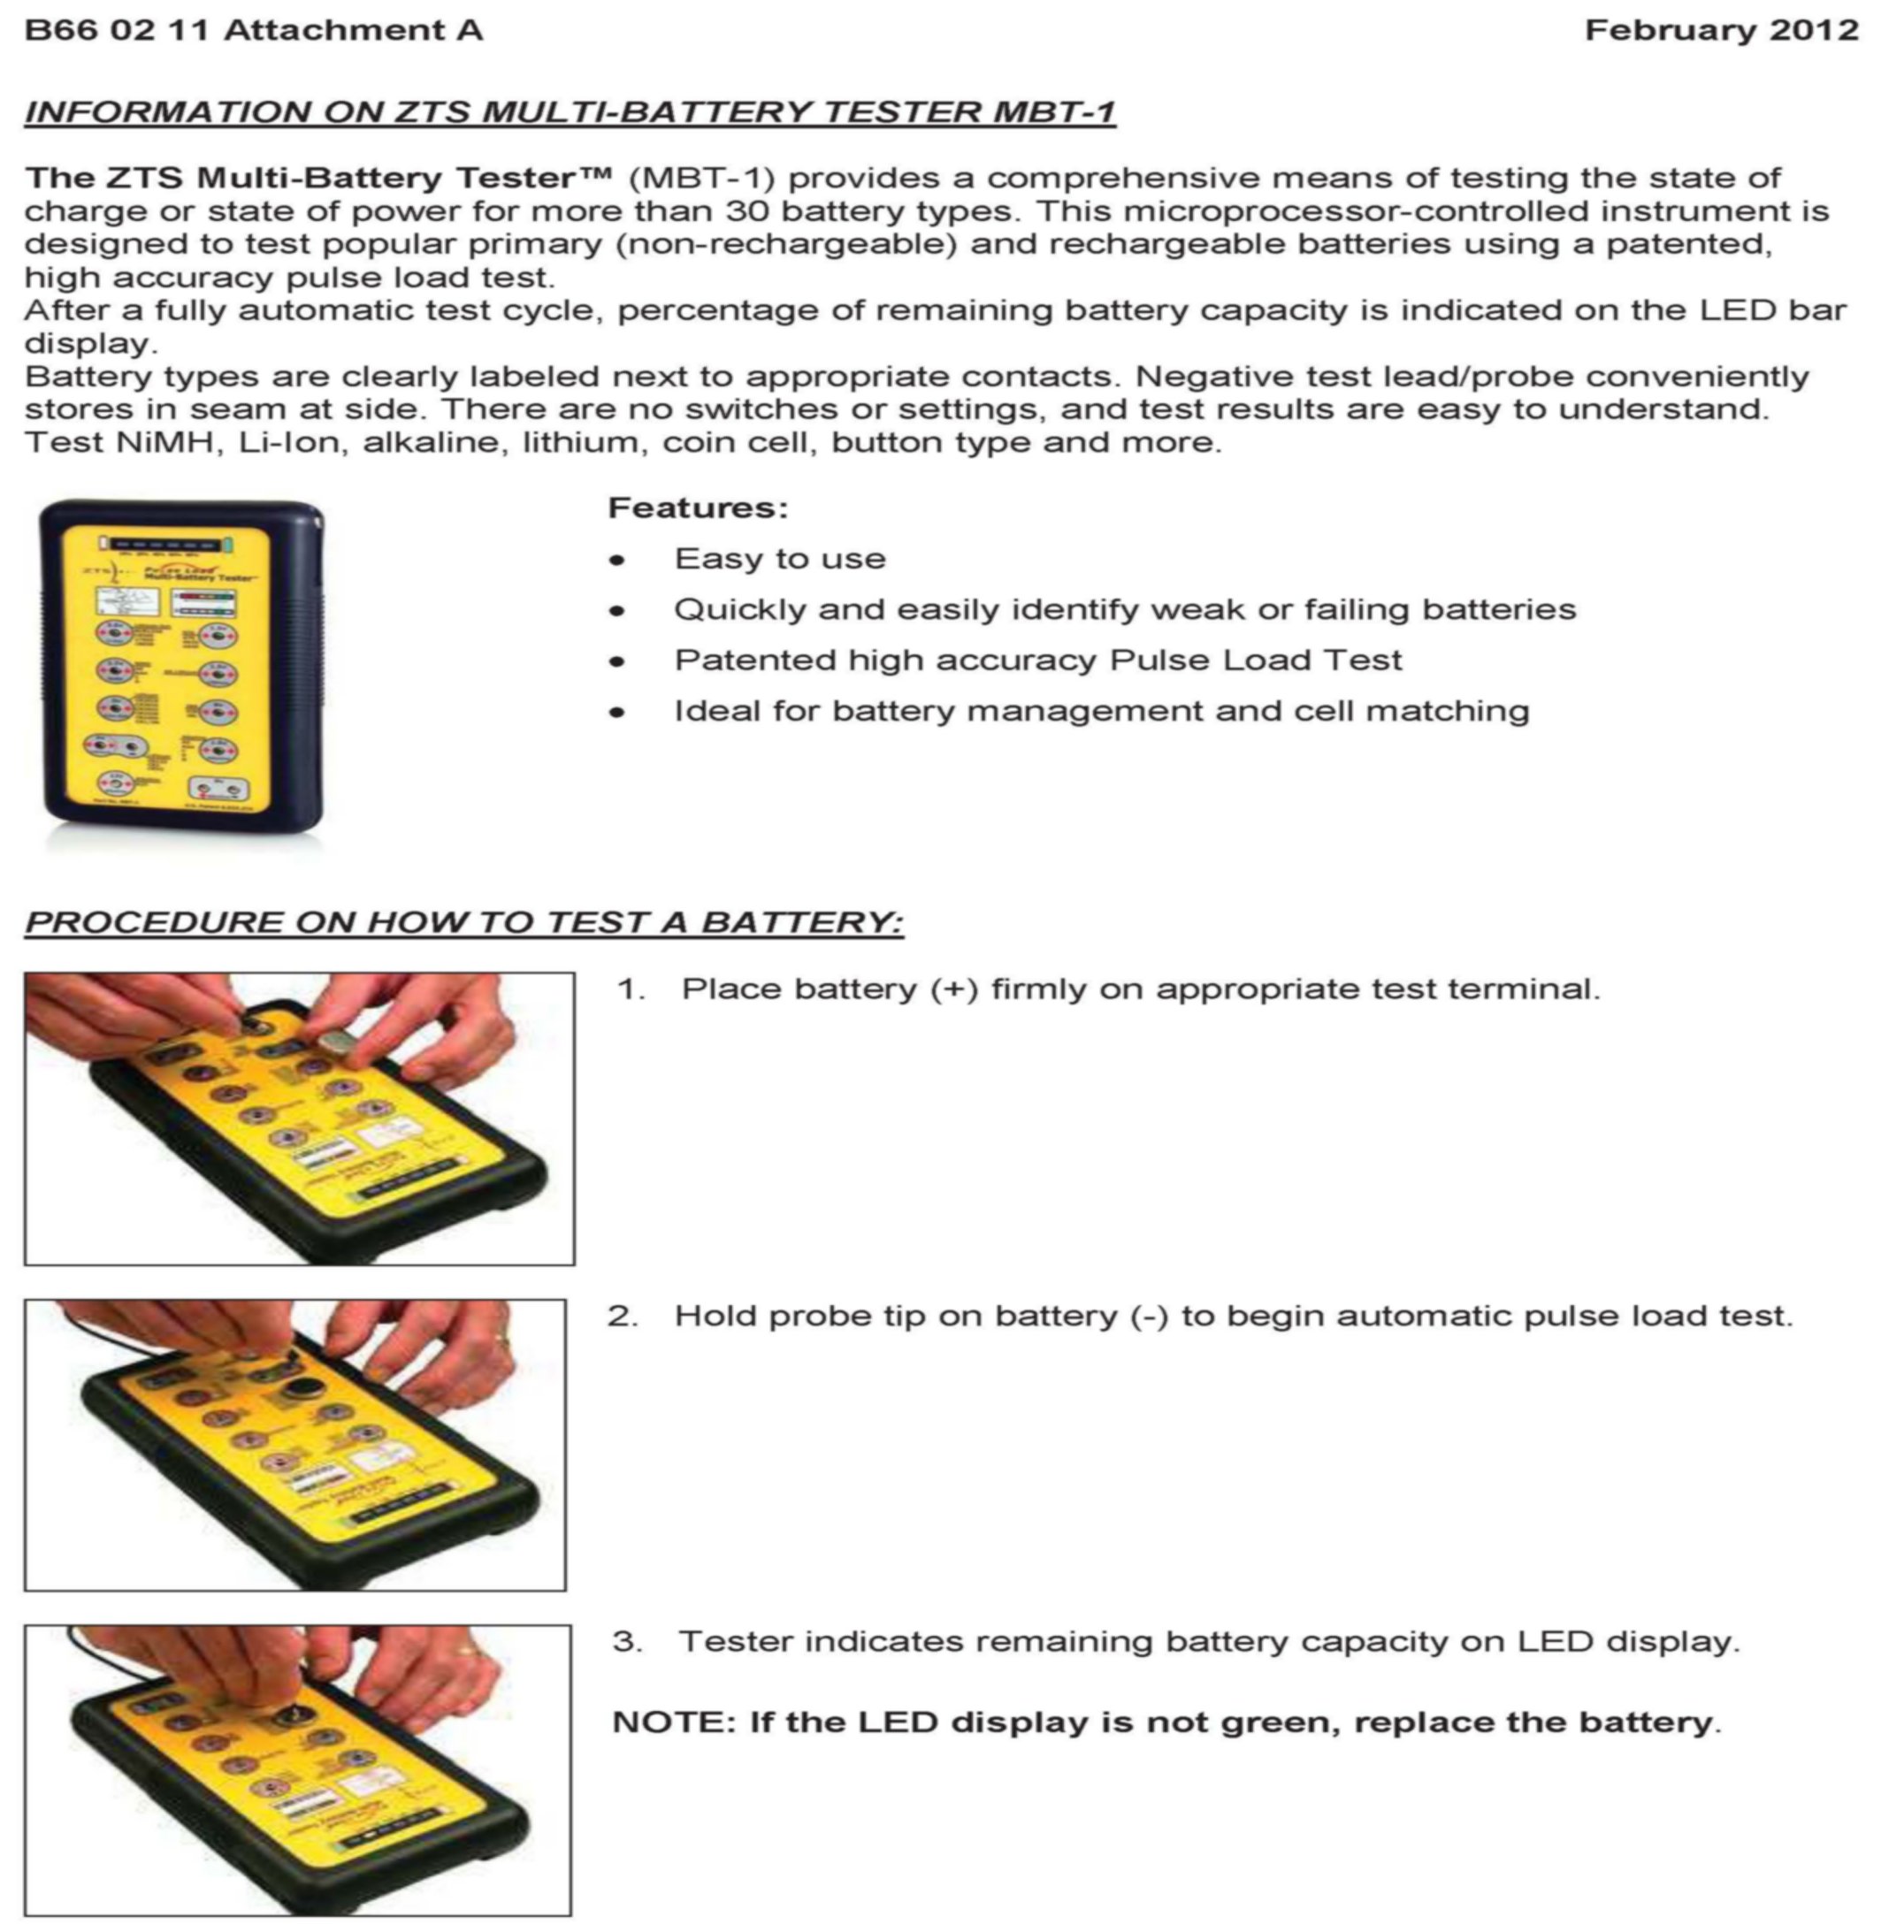 B66 02 11 Attachment A
February 2012
INFORMATION ON ZTS MULTI-BATTERY TESTER MBT-1
The ZTS Multi-Battery Tester™ (MBT-1) provides a comprehensive means of testing the state of
charge or state of power for more than 30 battery types. This microprocessor-controlled instrument is
designed to test popular primary (non-rechargeable) and rechargeable batteries using a patented,
high accuracy pulse load test.
After a fully automatic test cycle, percentage of remaining battery capacity is indicated on the LED bar
display.
Battery types are clearly labeled next to appropriate contacts. Negative test lead/probe conveniently
stores in seam at side. There are no switches or settings, and test results are easy to understand.
Test NiMH, Li-Ion, alkaline, lithium, coin cell, button type and more.
ZTS
Pulse Load
Multi-Battery Tester™
Features:
• Easy to use
• Quickly and easily identify weak or failing batteries
• Patented high accuracy Pulse Load Test
• Ideal for battery management and cell matching
PROCEDURE ON HOW TO TEST A BATTERY:
1. Place battery (+) firmly on appropriate test terminal.
2. Hold probe tip on battery (-) to begin automatic pulse load test.
3. Tester indicates remaining battery capacity on LED display.
NOTE: If the LED display is not green, replace the battery.